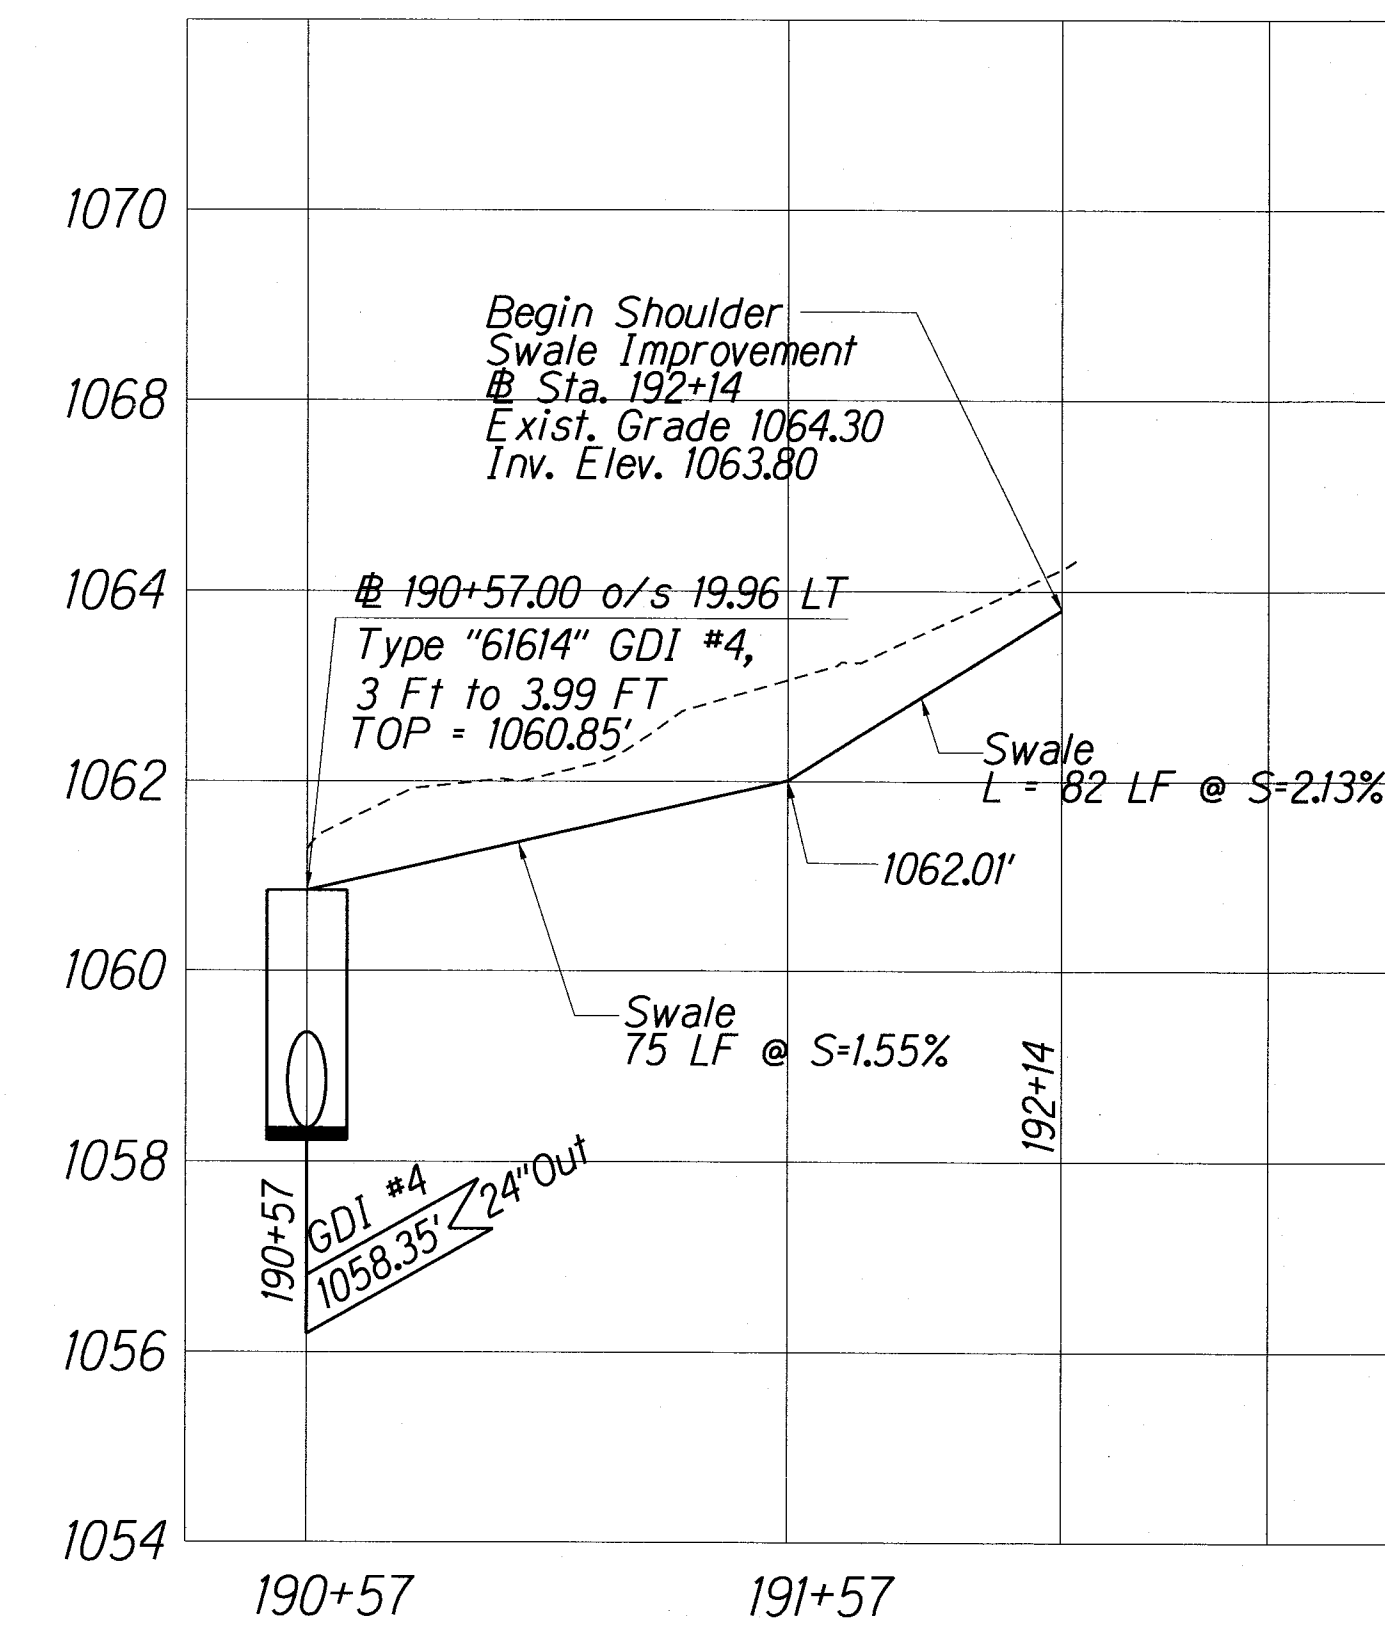 1070
Begin Shoulder
Swale Improvement
B Sta. 192+14
Exist. Grade 1064.30
Inv. Elev. 1063.80
1068
1064
B 190+57.00 o/s 19.96 LT
Type "61614" GDI #4,
3 Ft to 3.99 FT
TOP = 1060.85'
1062
Swale
L = 82 LF @ S=2.13%
1062.01'
1060
Swale
75 LF @ S=1.55%
192+14
1058
190+57
GDI #4
1058.35'
24"Out
1056
1054
190+57
191+57